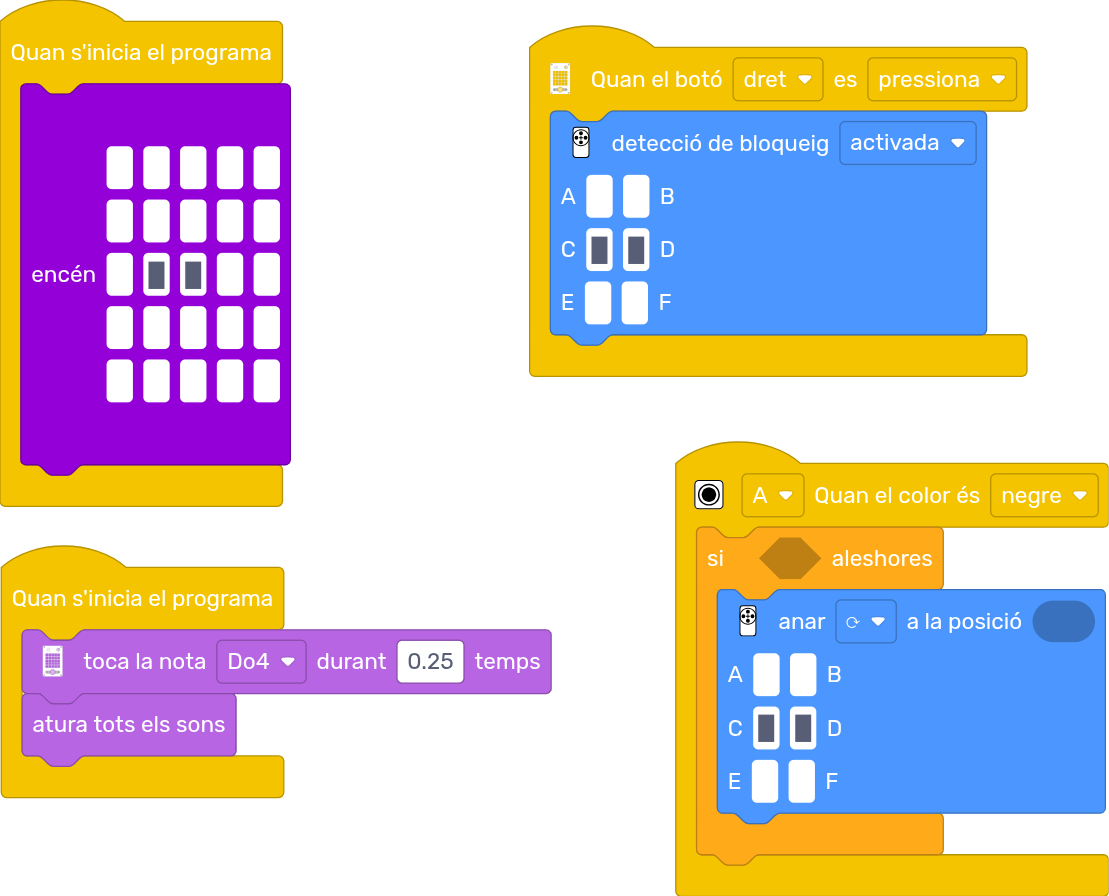 Quan s'inicia el programa
encén
Quan el botó dret es pressiona
detecció de bloqueig activada
A B
C D
E F
Quan s'inicia el programa
toca la nota Do4 durant 0.25 temps
atura tots els sons
A Quan el color és negre
si aleshores
anar ⟳ a la posició
A B
C D
E F